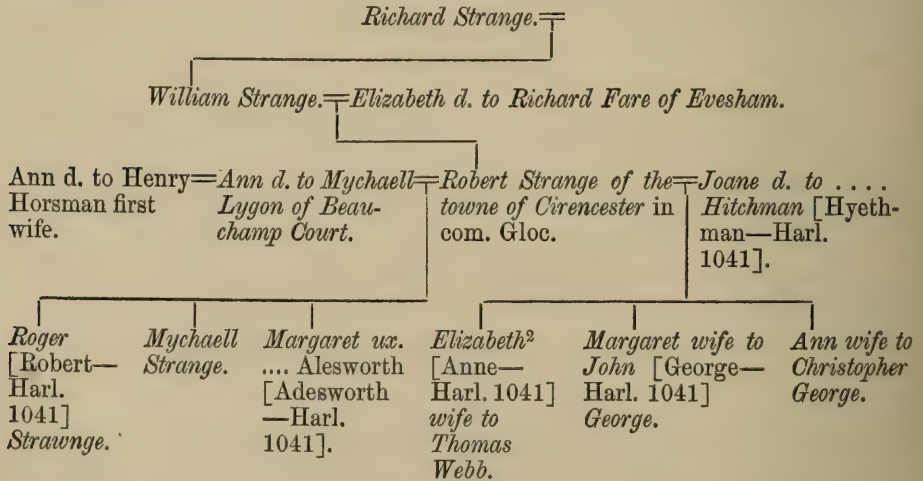 Richard Strange.
William Strange.=Elizabeth d. to Richard Fare of Evesham.
Ann d. to Henry=
Horsman first
wife.
Ann d. to Mychaell=
Lygon of Beau-
champ Court.
Robert Strange of the=
towne of Cirencester in
com. Gloc.
Joane d. to ....
Hitchman [Hyeth-
man—Harl.
1041].
Roger
[Robert—
Harl.
1041]
Strawnge.
Mychaell
Strange.
Margaret ux.
.... Alesworth
[Adesworth
—Harl.
1041].
Elizabeth²
[Anne—
Harl. 1041]
wife to
Thomas
Webb.
Margaret wife to
John [George—
Harl. 1041]
George.
Ann wife to
Christopher
George.